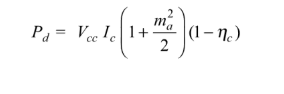 P_d = V_cc I_c (1 + m_a^2 / 2) (1 − η_c)